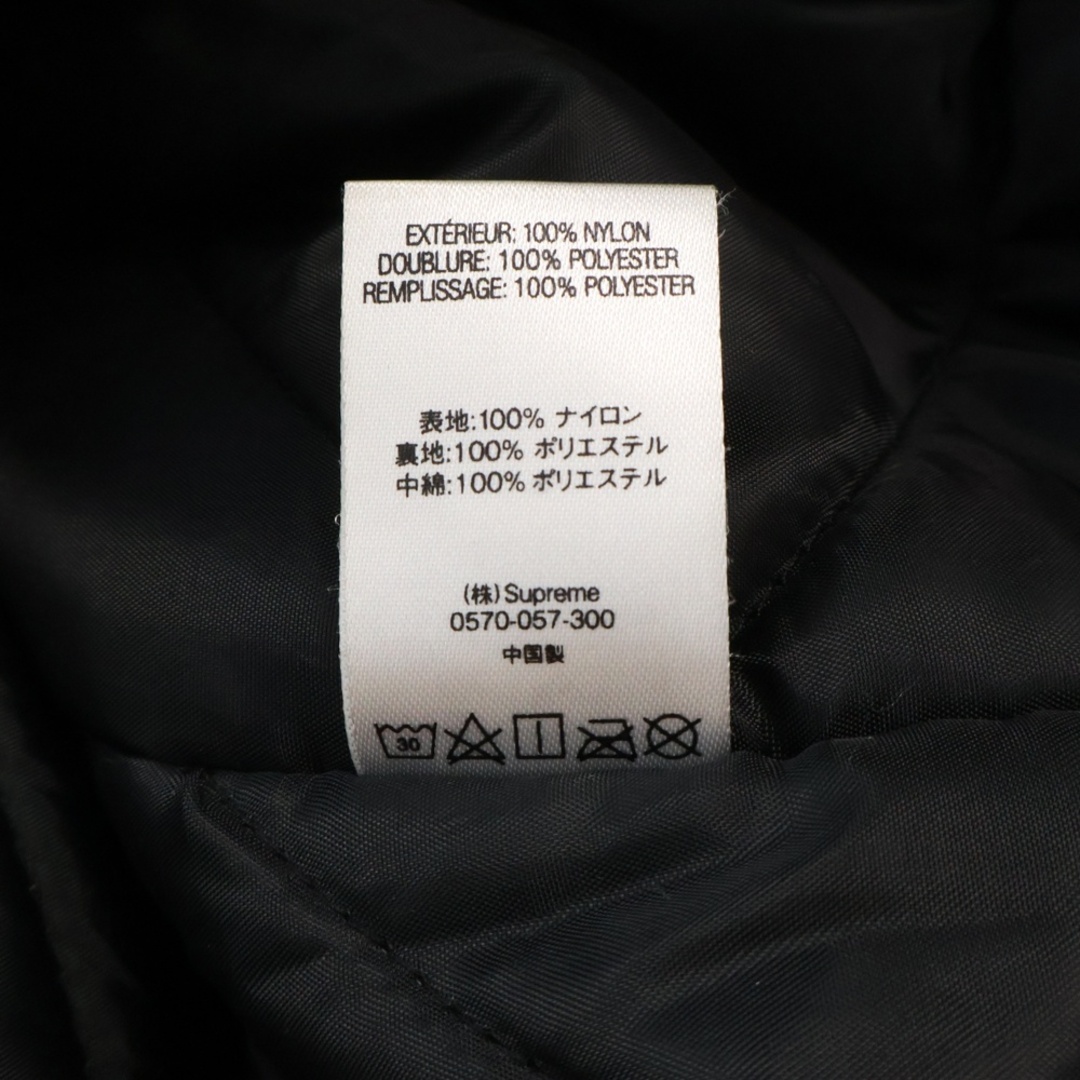 EXTÉRIEUR: 100% NYLON
DOUBLURE: 100% POLYESTER
REMPLISSAGE: 100% POLYESTER
表地:100% ナイロン
裏地:100% ポリエステル
中綿:100% ポリエステル
(株)Supreme
0570-057-300
中国製
30